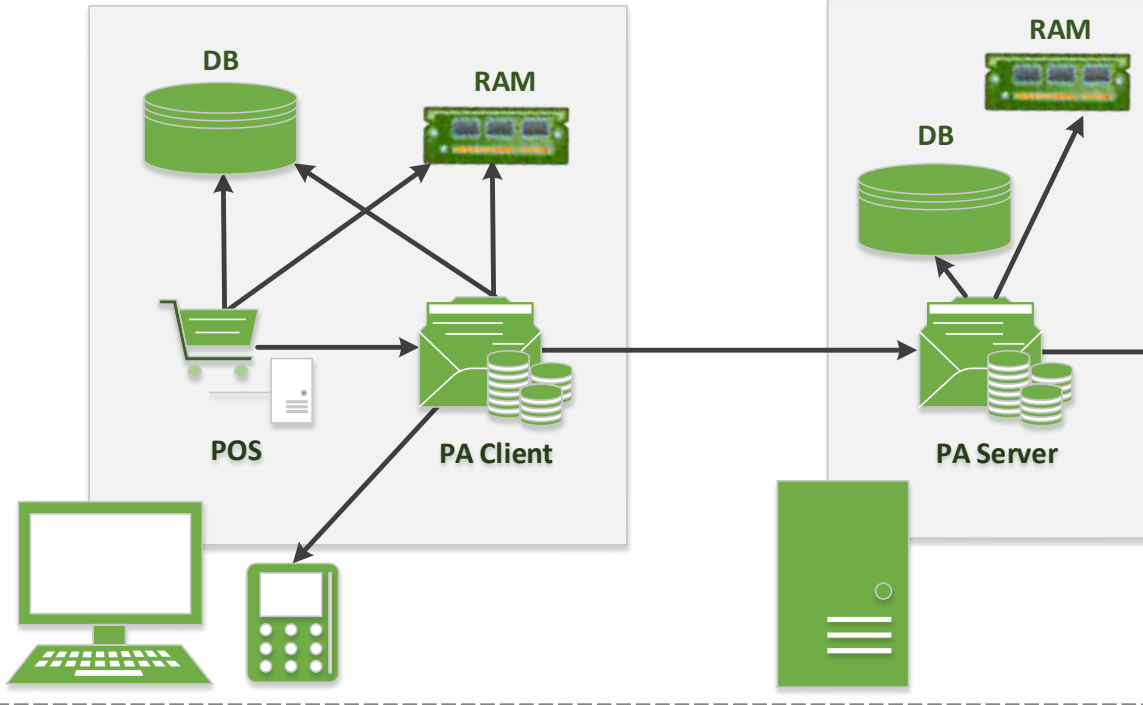 DB
RAM
POS
PA Client
RAM
DB
PA Server